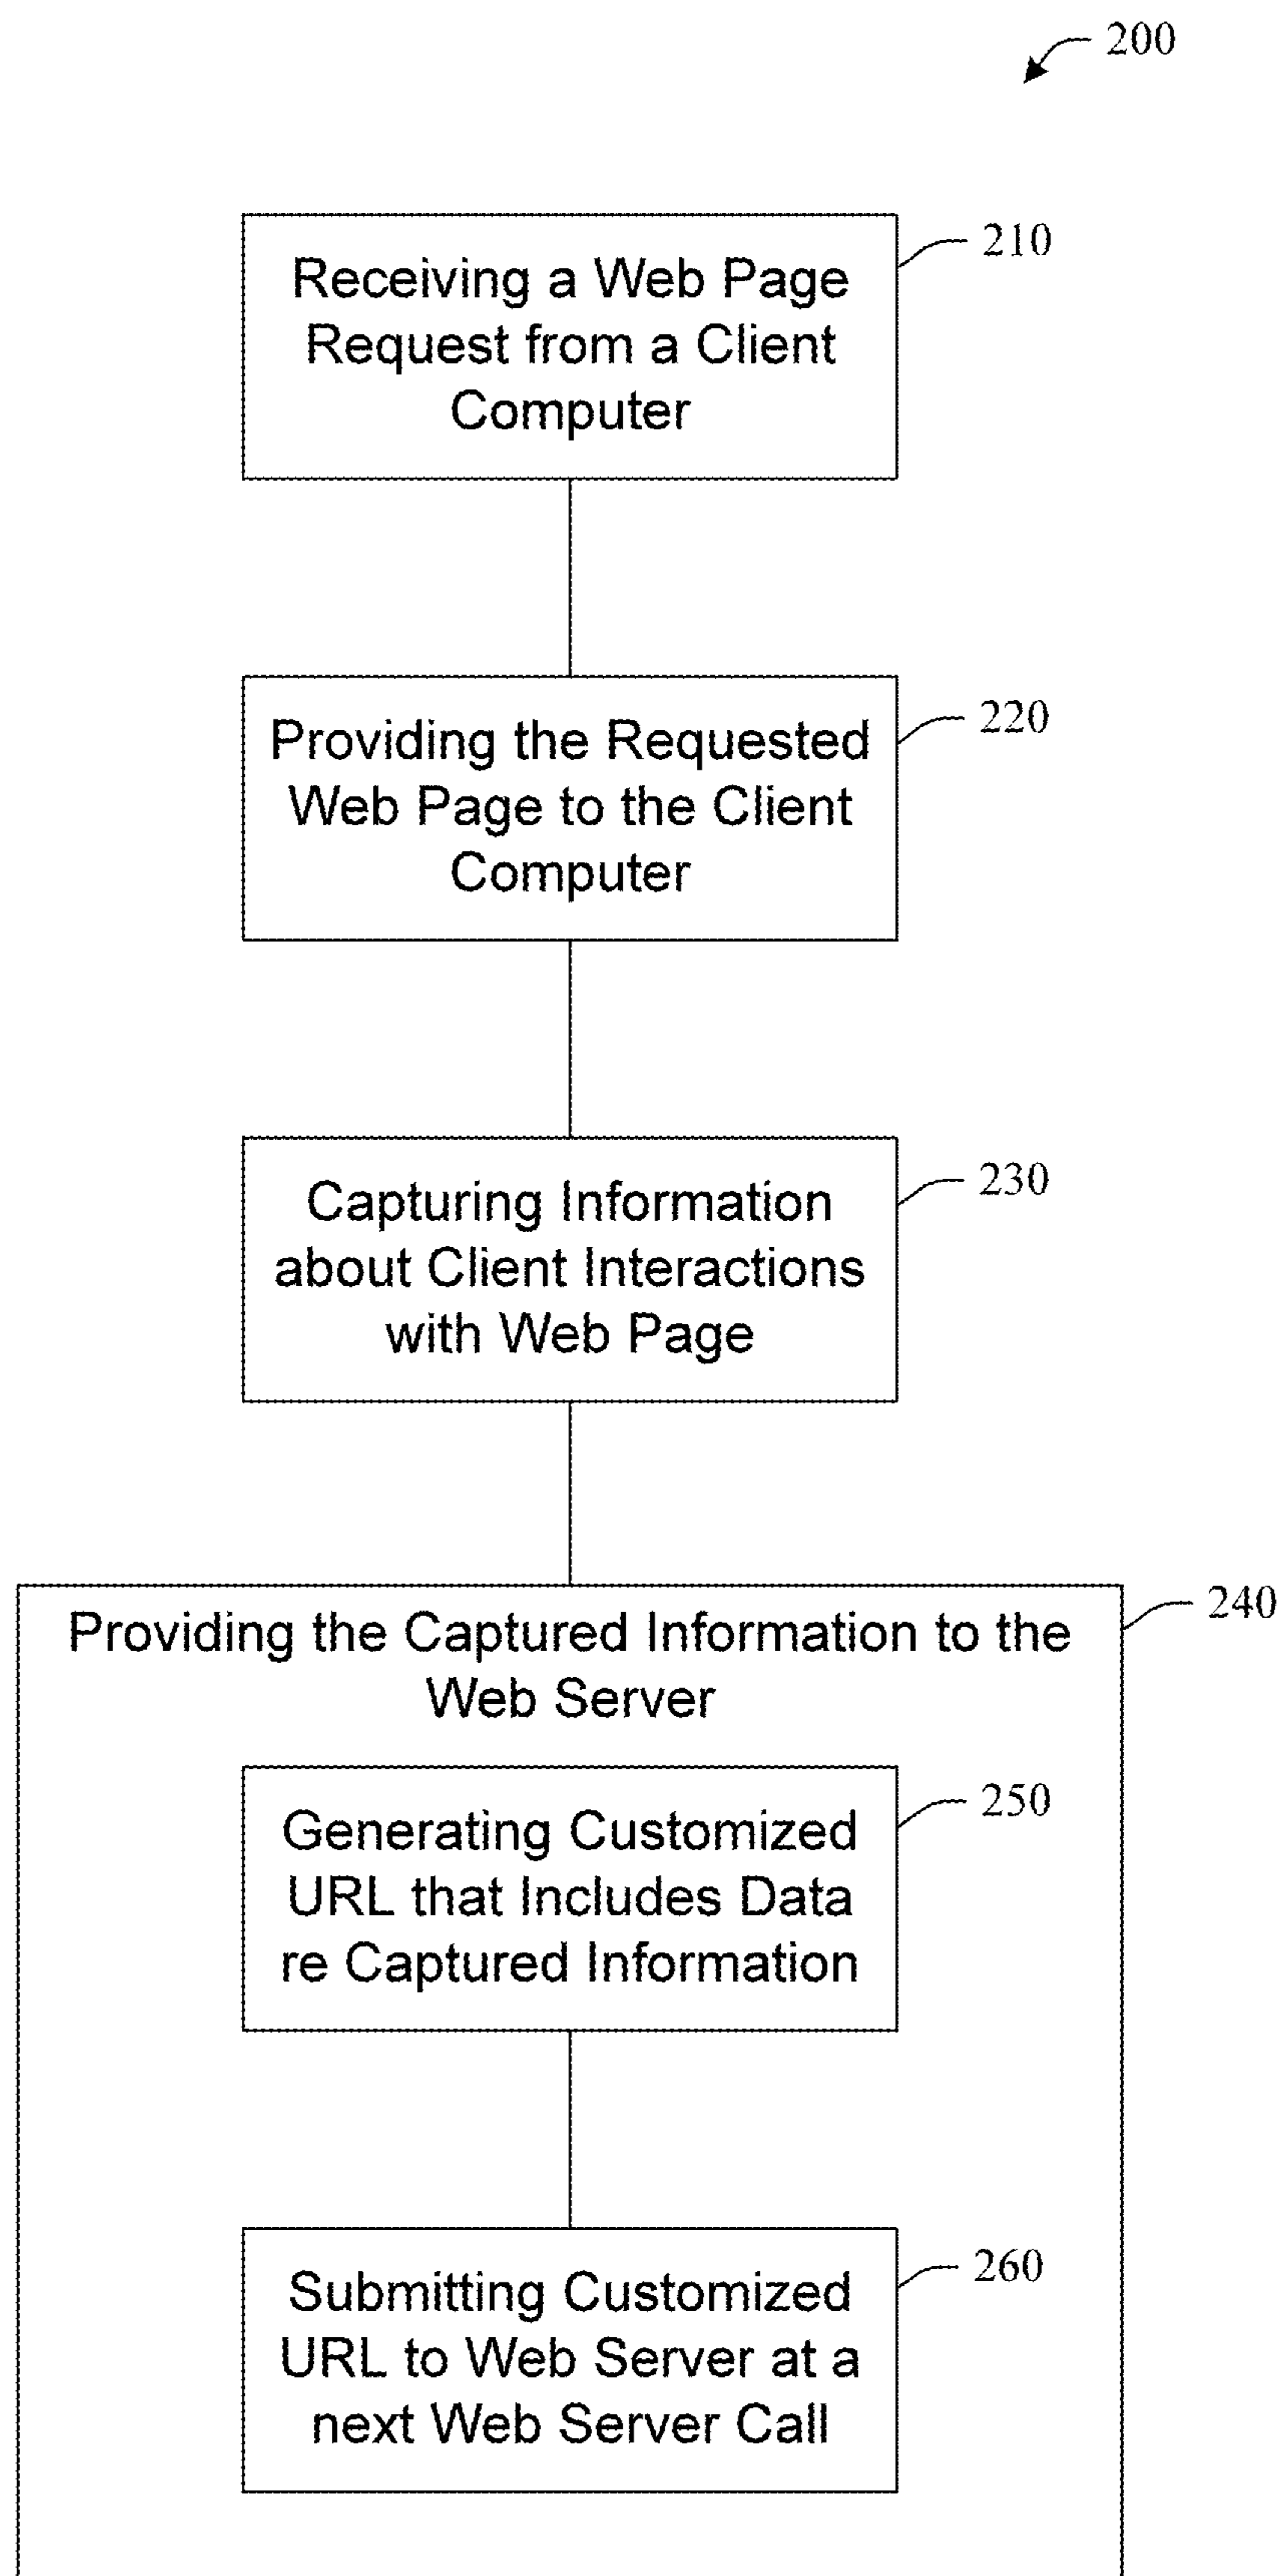 200
Receiving a Web Page
Request from a Client
Computer
210
Providing the Requested
Web Page to the Client
Computer
220
Capturing Information
about Client Interactions
with Web Page
230
Providing the Captured Information to the
Web Server
240
Generating Customized
URL that Includes Data
re Captured Information
250
Submitting Customized
URL to Web Server at a
next Web Server Call
260